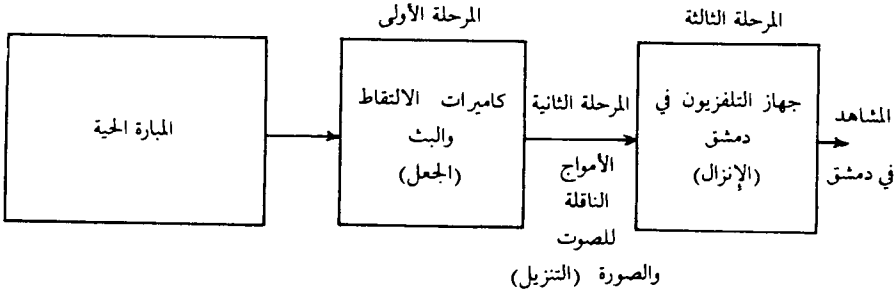 المرحلة الأولى
المرحلة الثالثة
المبارة الحية
كاميرات الالتقاط
والبث
(الجعل)
المرحلة الثانية
الأمواج
الناقلة
للصوت
والصورة (التنزيل)
جهاز التلفزيون في
دمشق
(الإنزال)
المشاهد
في دمشق